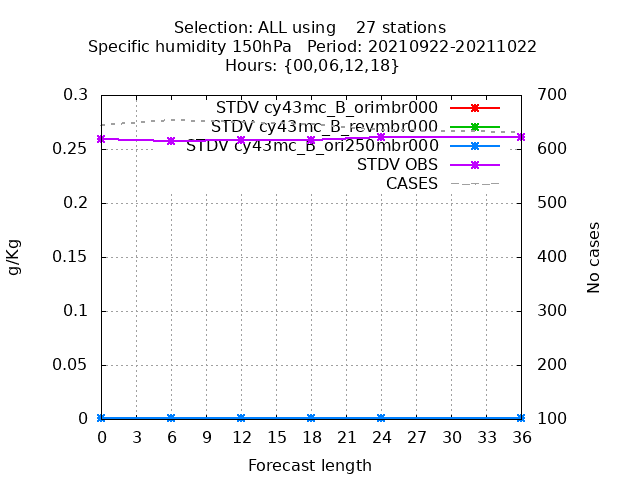 Selection: ALL using    27 stations
Specific humidity 150hPa   Period: 20210922-20211022
Hours: {00,06,12,18}
STDV cy43mc_B_orimbr000
STDV cy43mc_B_revmbr000
STDV cy43mc_B_ori250mbr000
STDV OBS
CASES
0.3
0.25
0.2
0.15
0.1
0.05
0
g/Kg
700
600
500
400
300
200
100
No cases
0 3 6 9 12 15 18 21 24 27 30 33 36
Forecast length